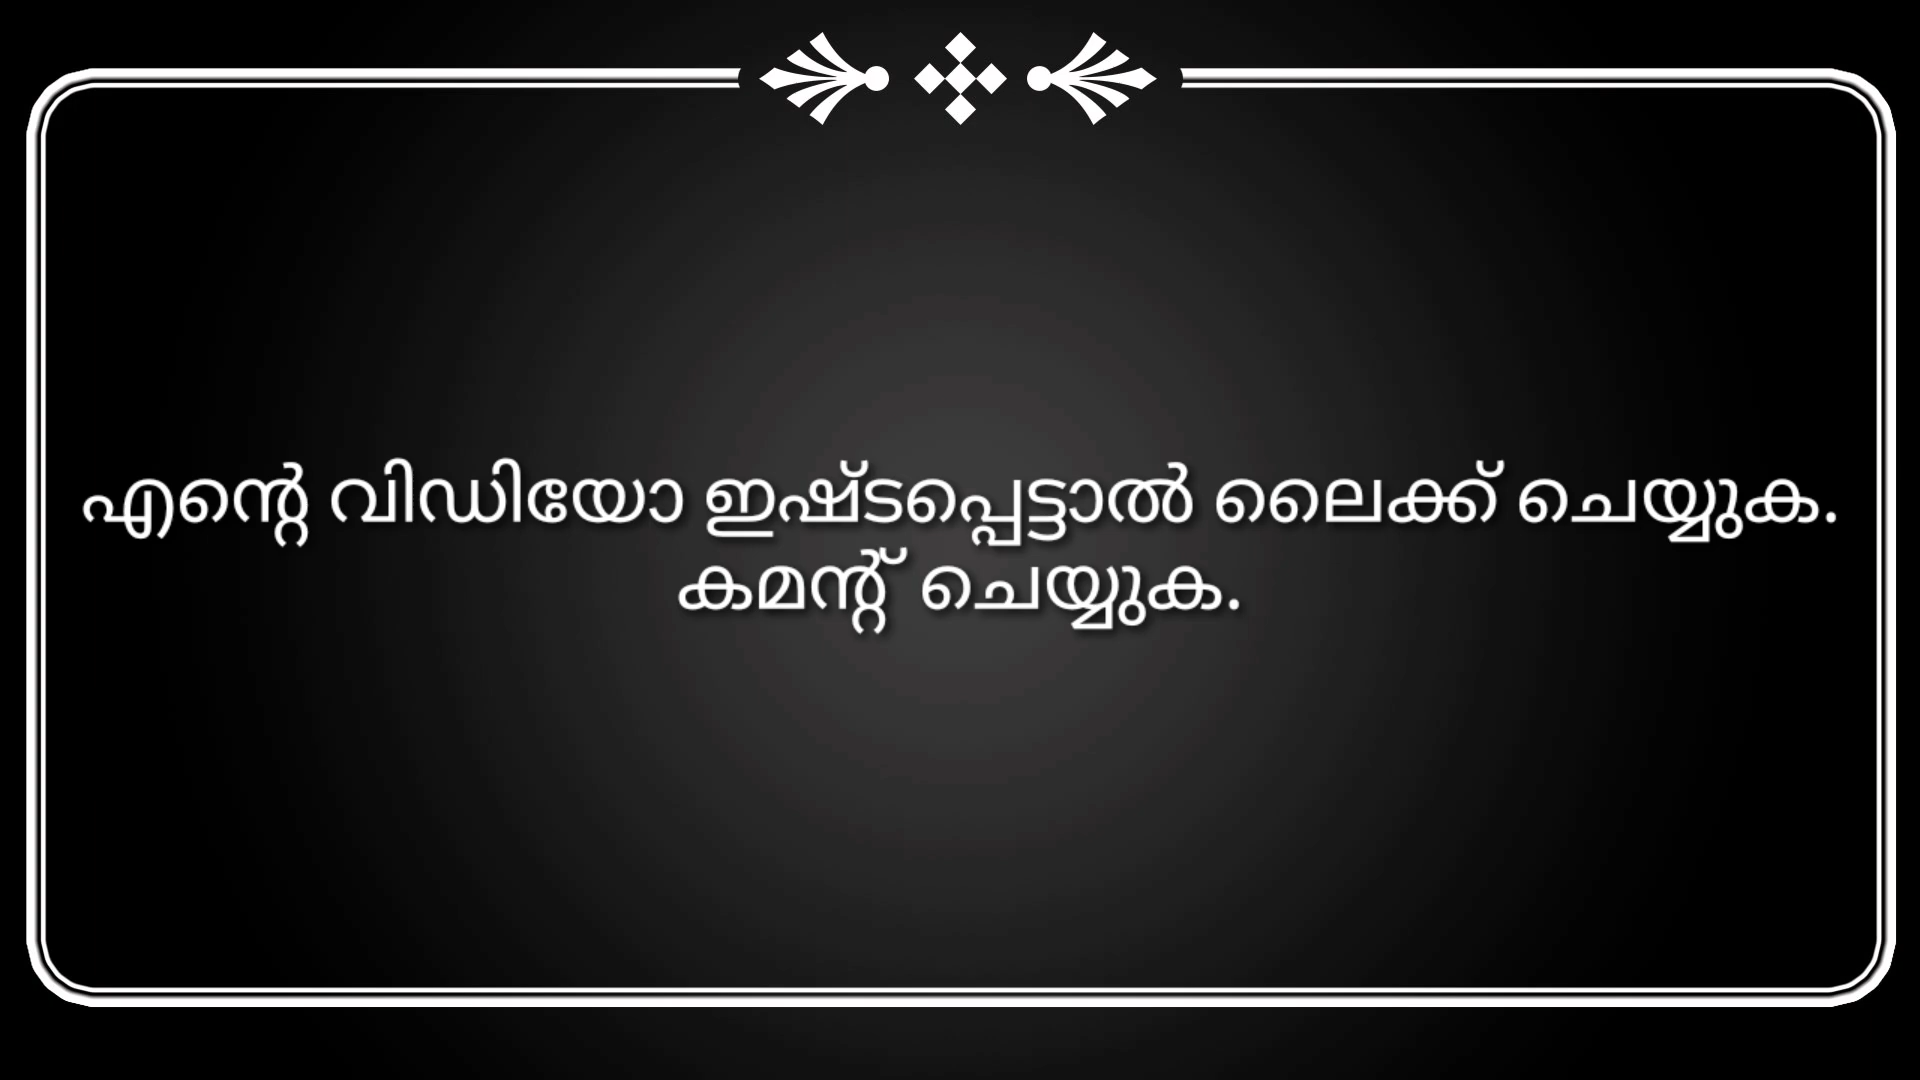 എന്റെ വിഡിയോ ഇഷ്ടപ്പെട്ടാൽ ലൈക്ക് ചെയ്യുക.
കമന്റ് ചെയ്യുക.